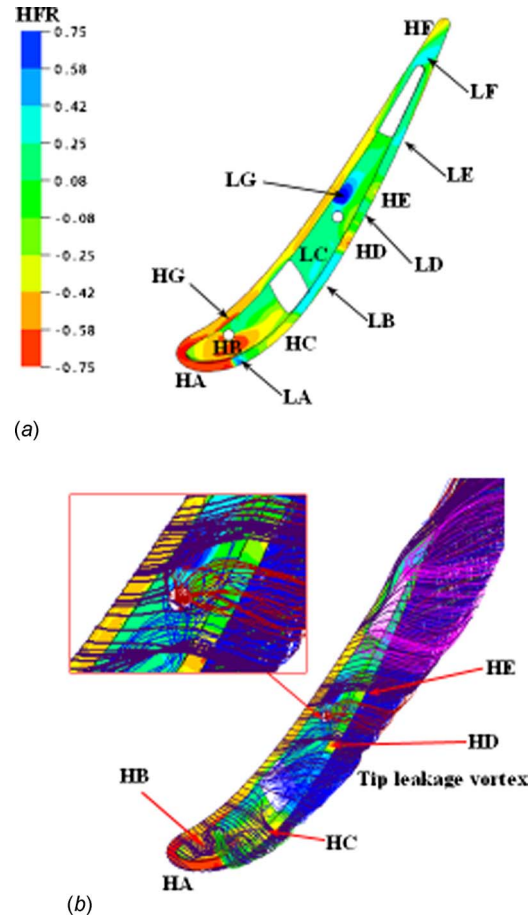 HFR
0.75
0.58
0.42
0.25
0.08
-0.08
-0.25
-0.42
-0.58
-0.75
HF
LF
LE
LG
HE
LD
HD
LC
HG
LB
HC
HB
HA
LA
(a)
HE
HD
Tip leakage vortex
HB
HC
HA
(b)